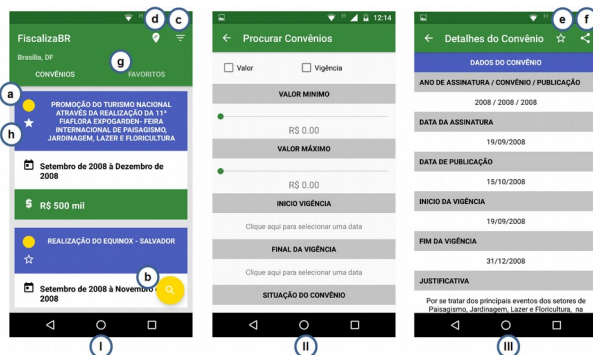 d
c
FiscalizaBR
Brasília, DF
g
CONVÊNIOS
FAVORITOS
a
PROMOÇÃO DO TURISMO NACIONAL
ATRAVÉS DA REALIZAÇÃO DA 11ª
FIAFLORA EXPOGARDEN- FEIRA
INTERNACIONAL DE PAISAGISMO,
JARDINAGEM, LAZER E FLORICULTURA
h
Setembro de 2008 à Dezembro de
2008
$ R$ 500 mil
REALIZAÇÃO DO EQUINOX - SALVADOR
b
Setembro de 2008 à Novembro
2008
I
H 12:14
Procurar Convênios
Valor
Vigência
VALOR MINIMO
R$ 0.00
VALOR MÁXIMO
R$ 0.00
INICIO VIGÊNCIA
Clique aqui para selecionar uma data
FINAL DA VIGÊNCIA
Clique aqui para selecionar uma data
SITUAÇÃO DO CONVÊNIO
II
e
f
Detalhes do Convênio
DADOS DO CONVÊNIO
ANO DE ASSINATURA / CONVÊNIO / PUBLICAÇÃO
2008 / 2008 / 2008
DATA DA ASSINATURA
19/09/2008
DATA DE PUBLICAÇÃO
15/10/2008
INICIO DA VIGÊNCIA
19/09/2008
FIM DA VIGÊNCIA
31/12/2008
JUSTIFICATIVA
Por se tratar dos principais eventos dos setores de
Paisagismo, Jardinagem, Lazer e Floricultura, na
III